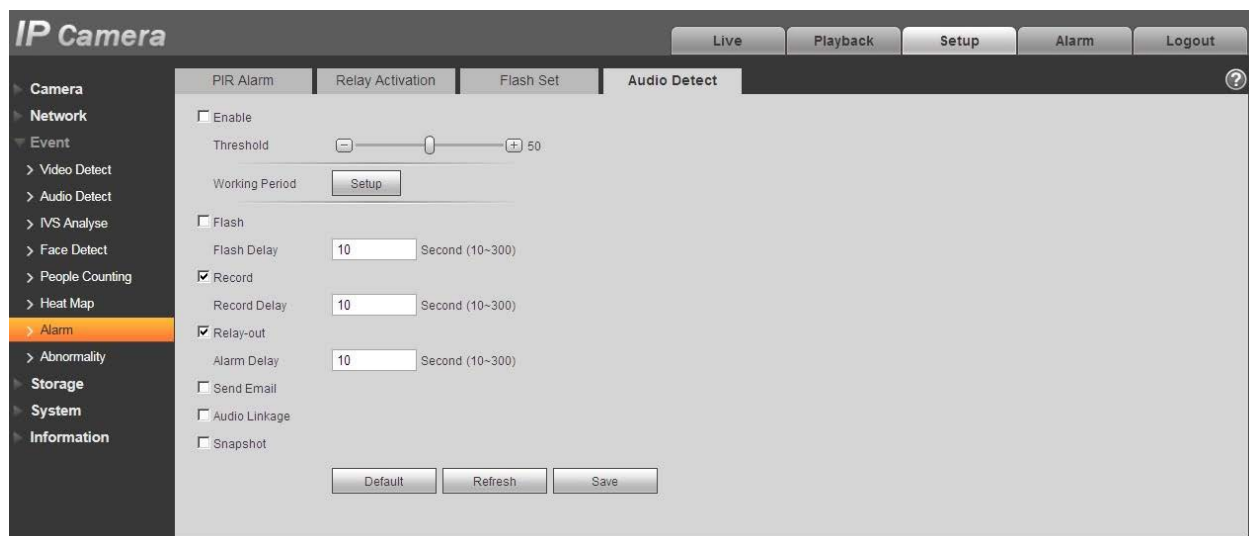 IP Camera
Live
Playback
Setup
Alarm
Logout
Camera
Network
Event
Video Detect
Audio Detect
IVS Analyse
Face Detect
People Counting
Heat Map
Alarm
Abnormality
Storage
System
Information
PIR Alarm
Relay Activation
Flash Set
Audio Detect
?
Enable
Threshold
50
Working Period
Setup
Flash
Flash Delay 10 Second (10~300)
Record
Record Delay 10 Second (10~300)
Relay-out
Alarm Delay 10 Second (10~300)
Send Email
Audio Linkage
Snapshot
Default
Refresh
Save